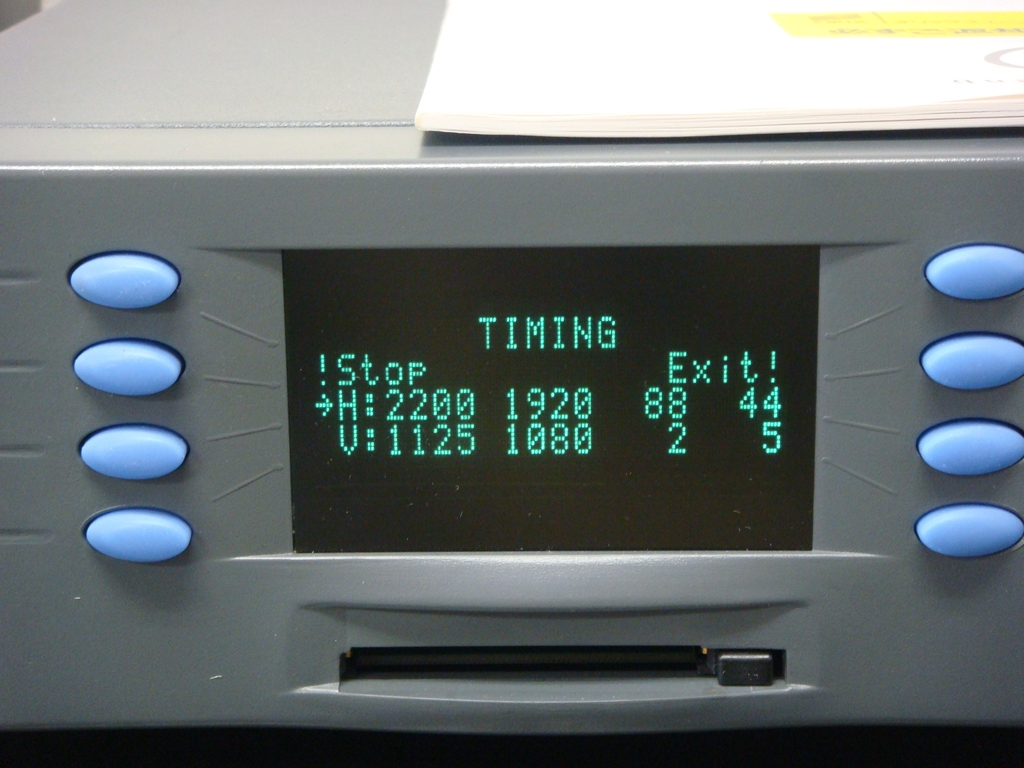 TIMING
!Stop Exit!
→H:2200 1920 88 44
V:1125 1080 2 5